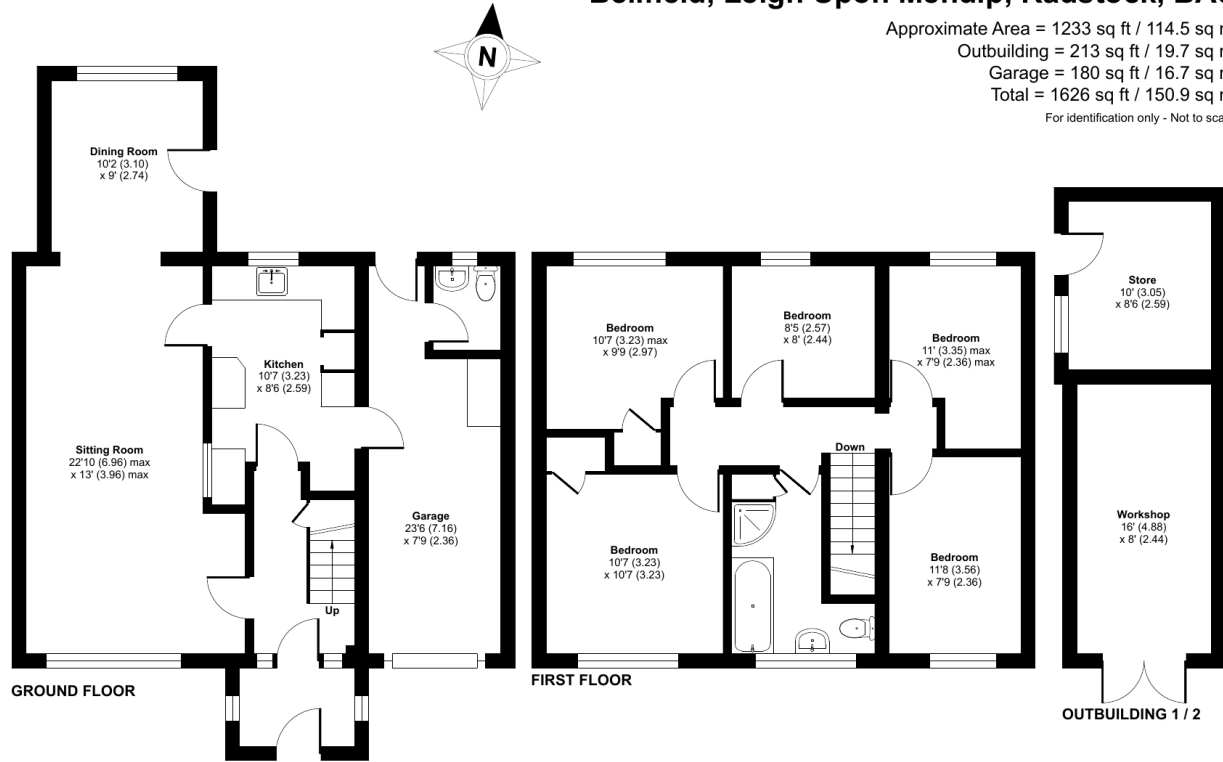 Approximate Area = 1233 sq ft / 114.5 sq
Outbuilding = 213 sq ft / 19.7 sq
Garage = 180 sq ft / 16.7 sq
Total = 1626 sq ft / 150.9 sq
For identification only - Not to
N
Dining Room
10'2 (3.10)
x 9' (2.74)
Kitchen
10'7 (3.23)
x 8'6 (2.59)
Sitting Room
22'10 (6.96) max
x 13' (3.96) max
Garage
23'6 (7.16)
x 7'9 (2.36)
Up
GROUND FLOOR
Bedroom
10'7 (3.23) max
x 9'9 (2.97)
Bedroom
8'5 (2.57)
x 8' (2.44)
Bedroom
11' (3.35) max
x 7'9 (2.36) max
Down
Bedroom
10'7 (3.23)
x 10'7 (3.23)
Bedroom
11'8 (3.56)
x 7'9 (2.36)
FIRST FLOOR
Store
10' (3.05)
x 8'6 (2.59)
Workshop
16' (4.88)
x 8' (2.44)
OUTBUILDING 1 / 2